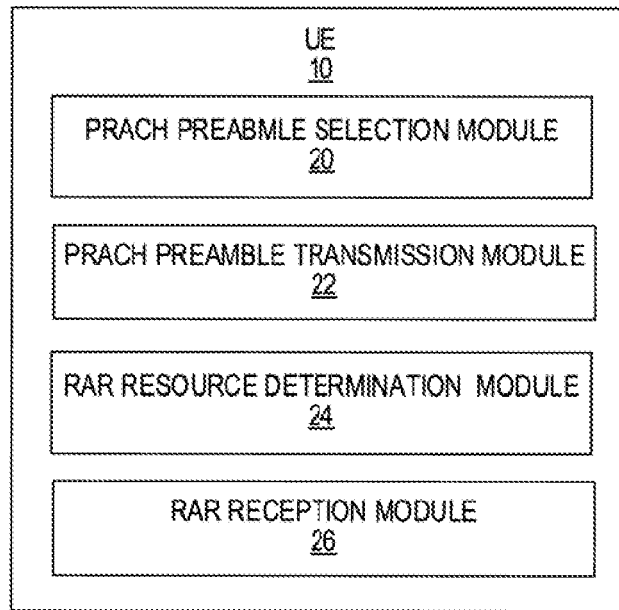 UE
10
PRACH PREABMLE SELECTION MODULE
20
PRACH PREAMBLE TRANSMISSION MODULE
22
RAR RESOURCE DETERMINATION MODULE
24
RAR RECEPTION MODULE
26